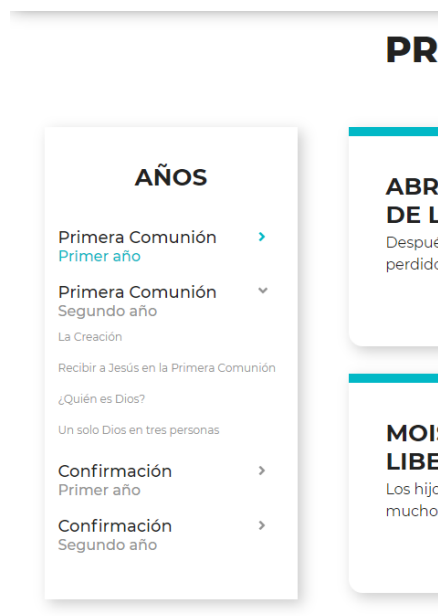 AÑOS
Primera Comunión
Primer año
Primera Comunión
Segundo año
La Creación
Recibir a Jesús en la Primera Comunión
¿Quién es Dios?
Un solo Dios en tres personas
Confirmación
Primer año
Confirmación
Segundo año
PR
ABR
DE L
Despué
perdido
MOIS
LIBE
Los hijo
mucho